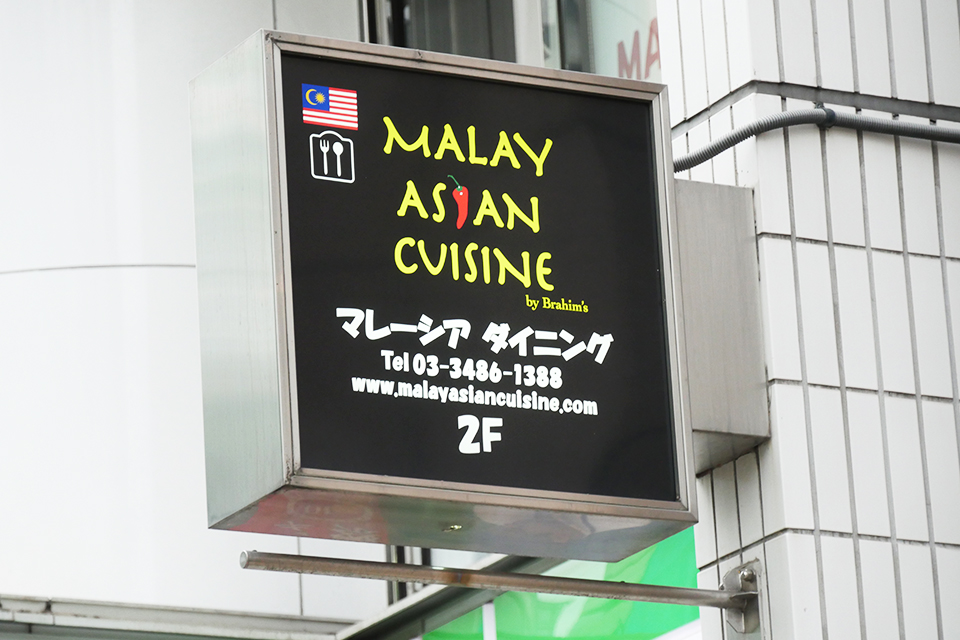 MA
MALAY
ASIAN
CUISINE
by Brahim's
マレーシア ダイニング
Tel 03-3486-1388
www.malayasiancuisine.com
2F